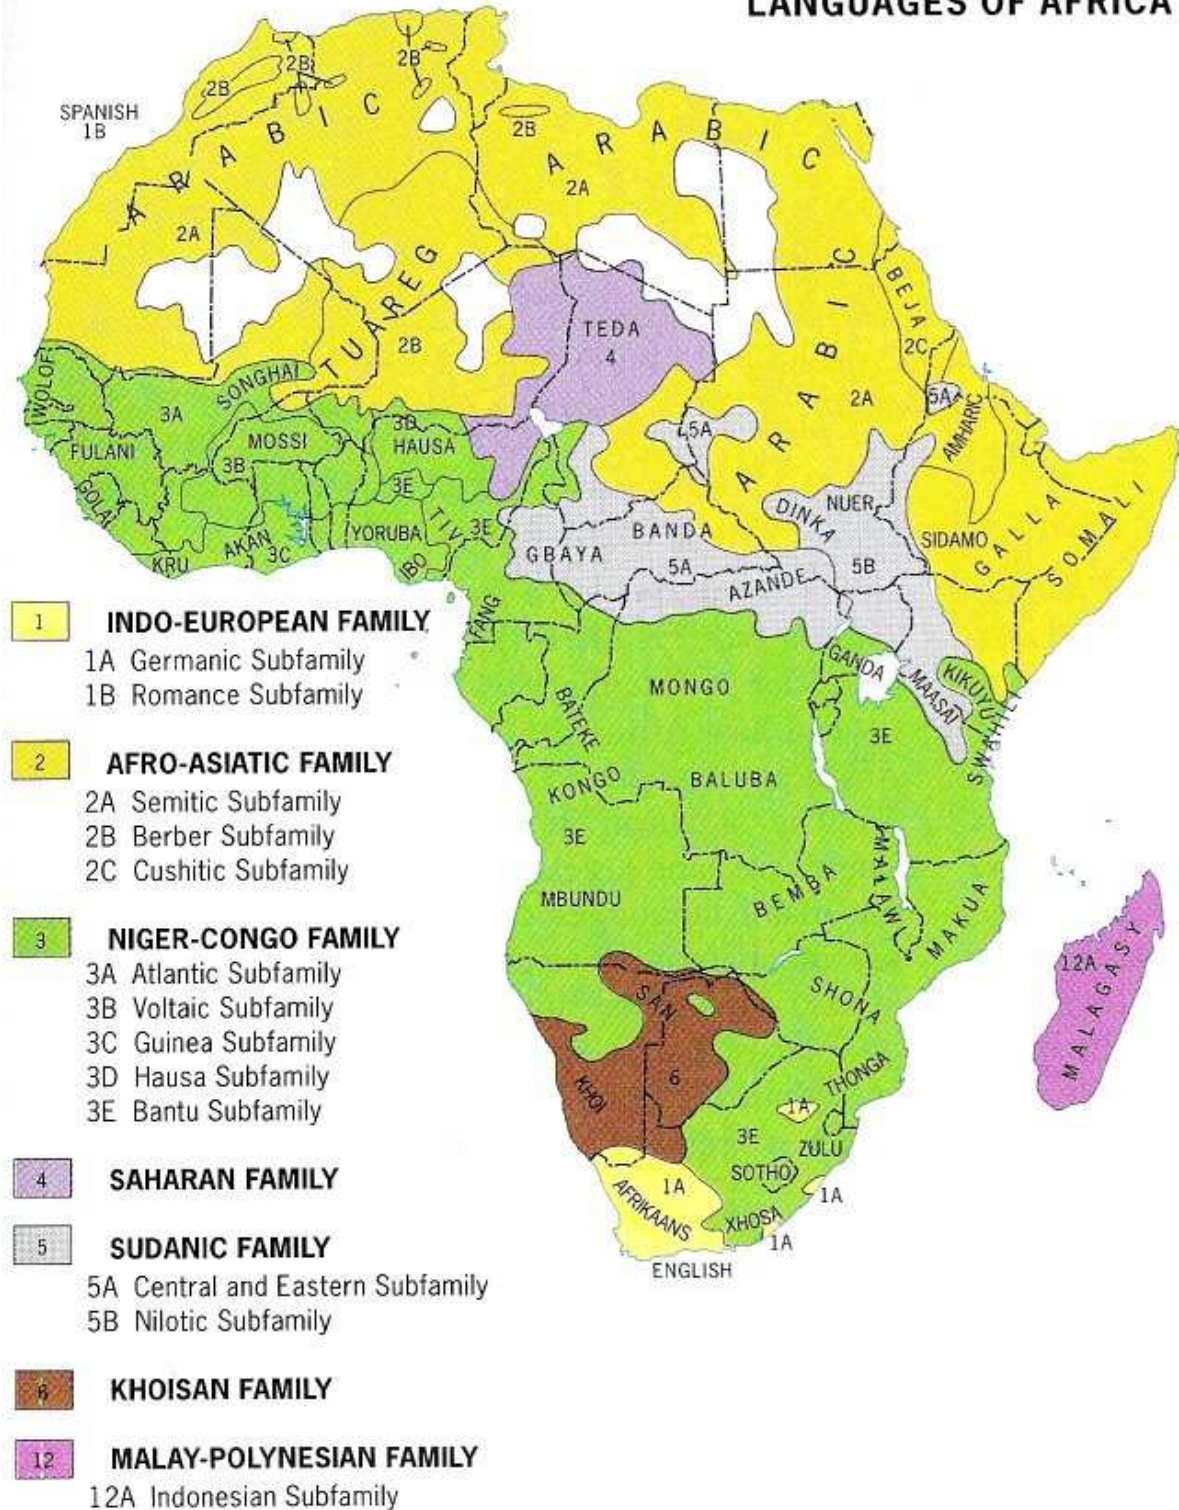 LANGUAGES OF AFRICA
SPANISH
1B
2B
2B
2B
2B
ARABIC
2A
ARABIC
2A
ARABIC
2A
TUAREG
2B
TEDA
4
BEJA
2C
5A
AMHARIC
WOLOF
3A
SONGHAI
FULANI
MOSSI
3B
3D
HAUSA
3E
GOLA
KRU
AKAN
3C
YORUBA
TIV
IBO
3E
5A
GBAYA
BANDA
5A
AZANDE
DINKA
NUER
5B
SIDAMO
GALLA
SOMALI
FANG
BATEKE
MONGO
GANDA
MAASAI
KIKUYU
SWAHILI
3E
KONGO
3E
BALUBA
MBUNDU
BEMBA
MALAWI
MAKUA
12A
MALAGASY
SAN
SHONA
KHOI
6
THONGA
1A
3E
ZULU
SOTHO
1A
1A
AFRIKAANS
XHOSA
1A
ENGLISH
1 INDO-EUROPEAN FAMILY
1A Germanic Subfamily
1B Romance Subfamily
2 AFRO-ASIATIC FAMILY
2A Semitic Subfamily
2B Berber Subfamily
2C Cushitic Subfamily
3 NIGER-CONGO FAMILY
3A Atlantic Subfamily
3B Voltaic Subfamily
3C Guinea Subfamily
3D Hausa Subfamily
3E Bantu Subfamily
4 SAHARAN FAMILY
5 SUDANIC FAMILY
5A Central and Eastern Subfamily
5B Nilotic Subfamily
6 KHOISAN FAMILY
12 MALAY-POLYNESIAN FAMILY
12A Indonesian Subfamily